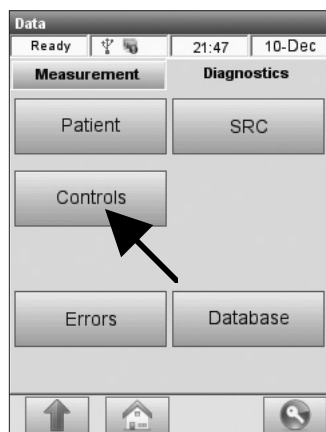 Data
Ready 21:47 10-Dec
Measurement Diagnostics
Patient SRC
Controls
Errors Database